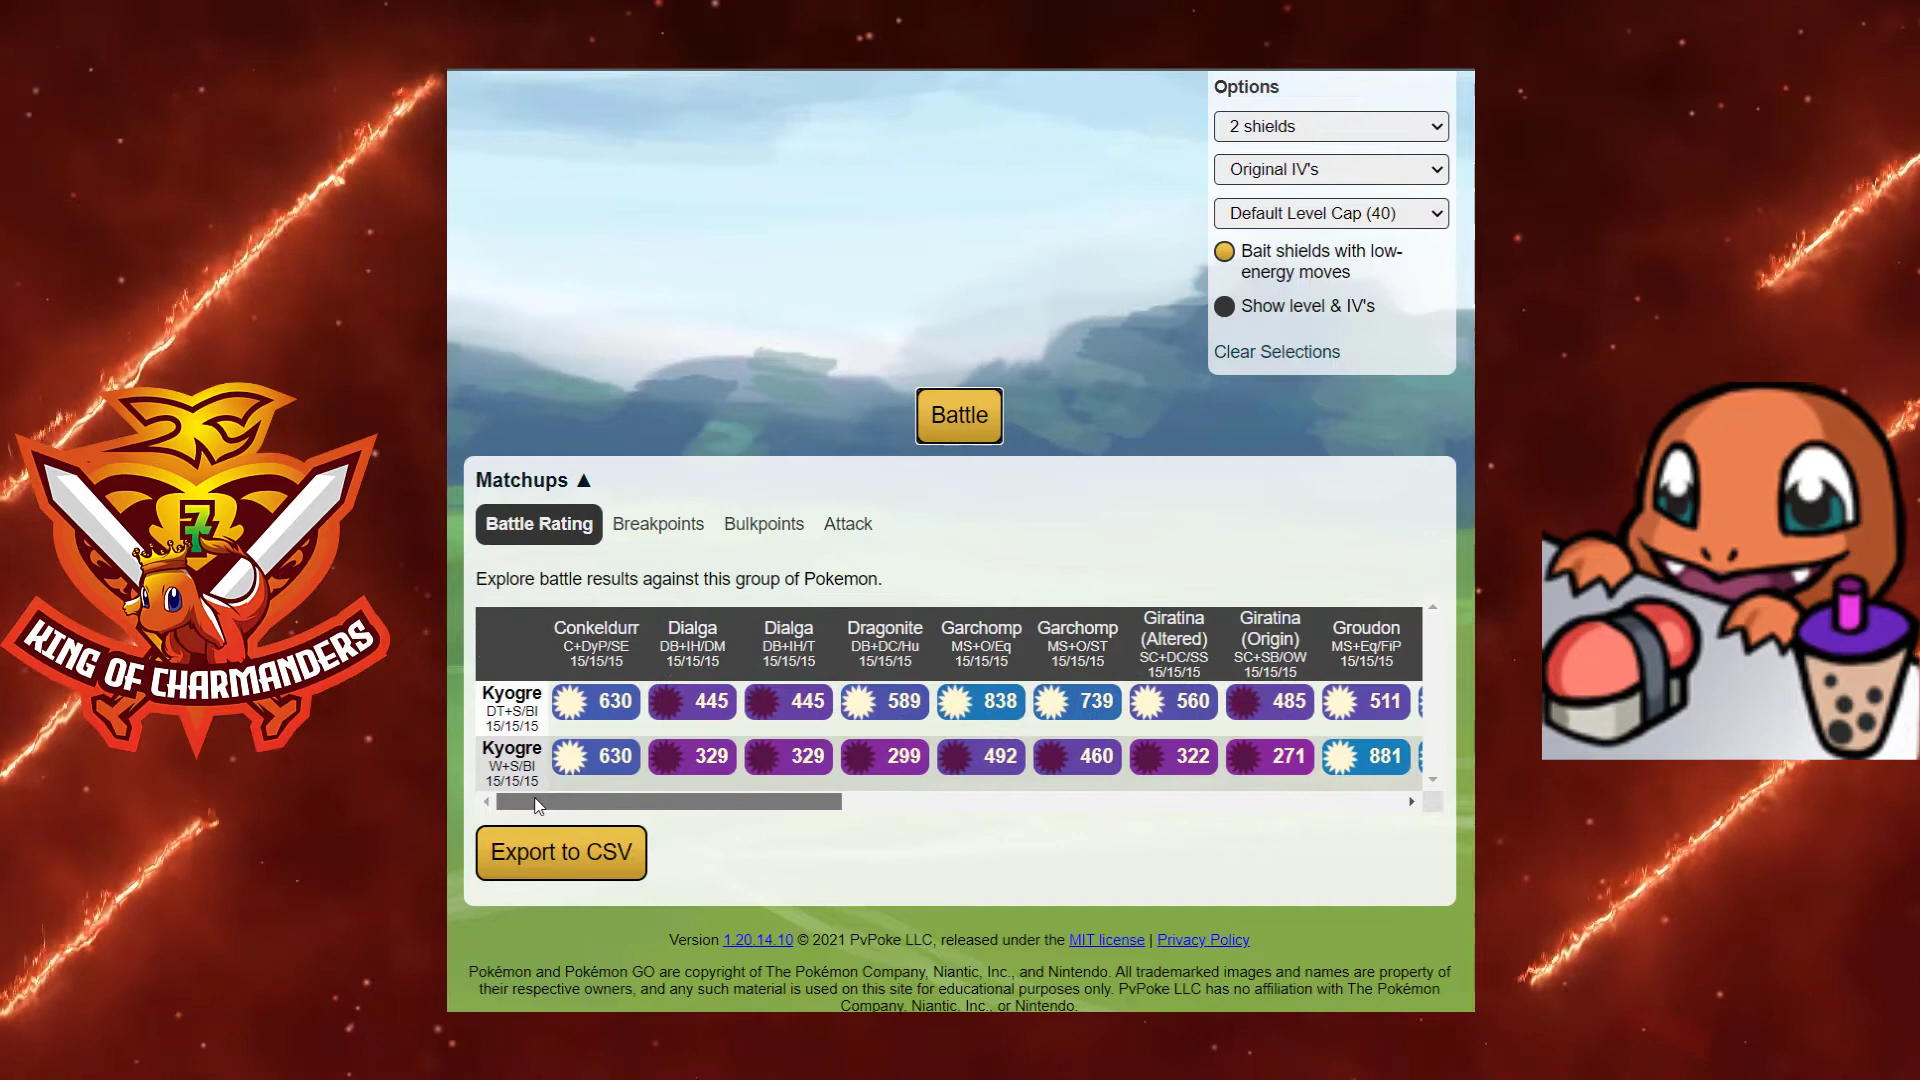 Options
2 shields
Original IV's
Default Level Cap (40)
Bait shields with low-
energy moves
Show level & IV's
Clear Selections
Battle
Matchups ▲
Battle Rating Breakpoints Bulkpoints Attack
Explore battle results against this group of Pokemon.
Conkeldurr Dialga Dialga Dragonite Garchomp Garchomp Giratina (Altered) Giratina (Origin) Groudon
C+DyP/SE DB+IH/DM DB+IH/T DB+DC/Hu MS+O/Eq MS+O/ST SC+DC/SS SC+SB/OW MS+Eq/FiP
15/15/15 15/15/15 15/15/15 15/15/15 15/15/15 15/15/15 15/15/15 15/15/15 15/15/15
Kyogre 630 445 445 589 838 739 560 485 511
DT+S/Bl
15/15/15
Kyogre 630 329 329 299 492 460 322 271 881
W+S/Bl
15/15/15
Export to CSV
Version 1.20.14.10 © 2021 PvPoke LLC, released under the MIT license | Privacy Policy
Pokémon and Pokémon GO are copyright of The Pokémon Company, Niantic, Inc., and Nintendo. All trademarked images and names are property of
their respective owners, and any such material is used on this site for educational purposes only. PvPoke LLC has no affiliation with The Pokémon
Company, Niantic, Inc., or Nintendo.
7
KING OF CHARMANDERS